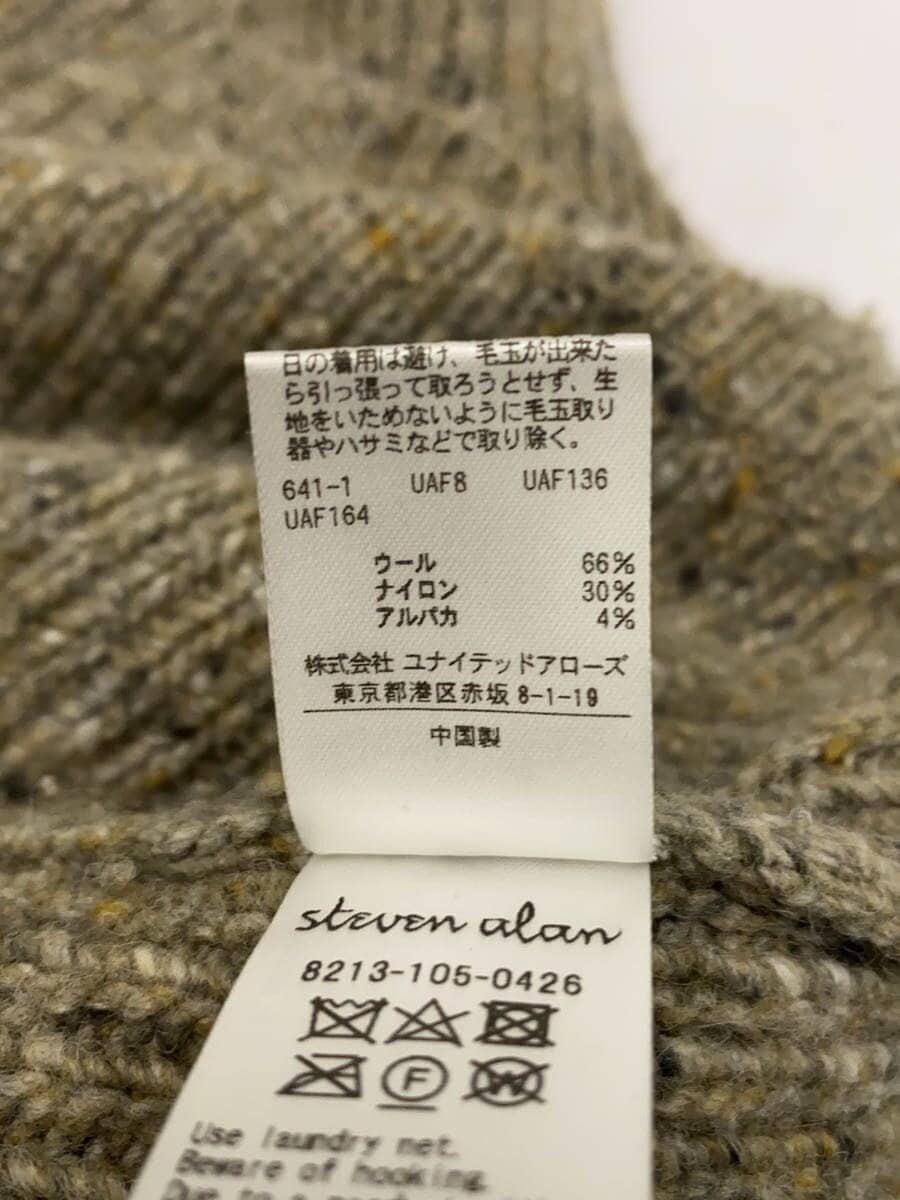 日の着用は避け、毛玉が出来た
ら引っ張って取ろうとせず、生
地をいためないように毛玉取り
器やハサミなどで取り除く。
641-1 UAF8 UAF136
UAF164
ウール 66%
ナイロン 30%
アルパカ 4%
株式会社 ユナイテッドアローズ
東京都港区赤坂 8-1-19
中国製
steven alan
8213-105-0426
F
W
Use laundry net.
Beware of hooking.
Due to a